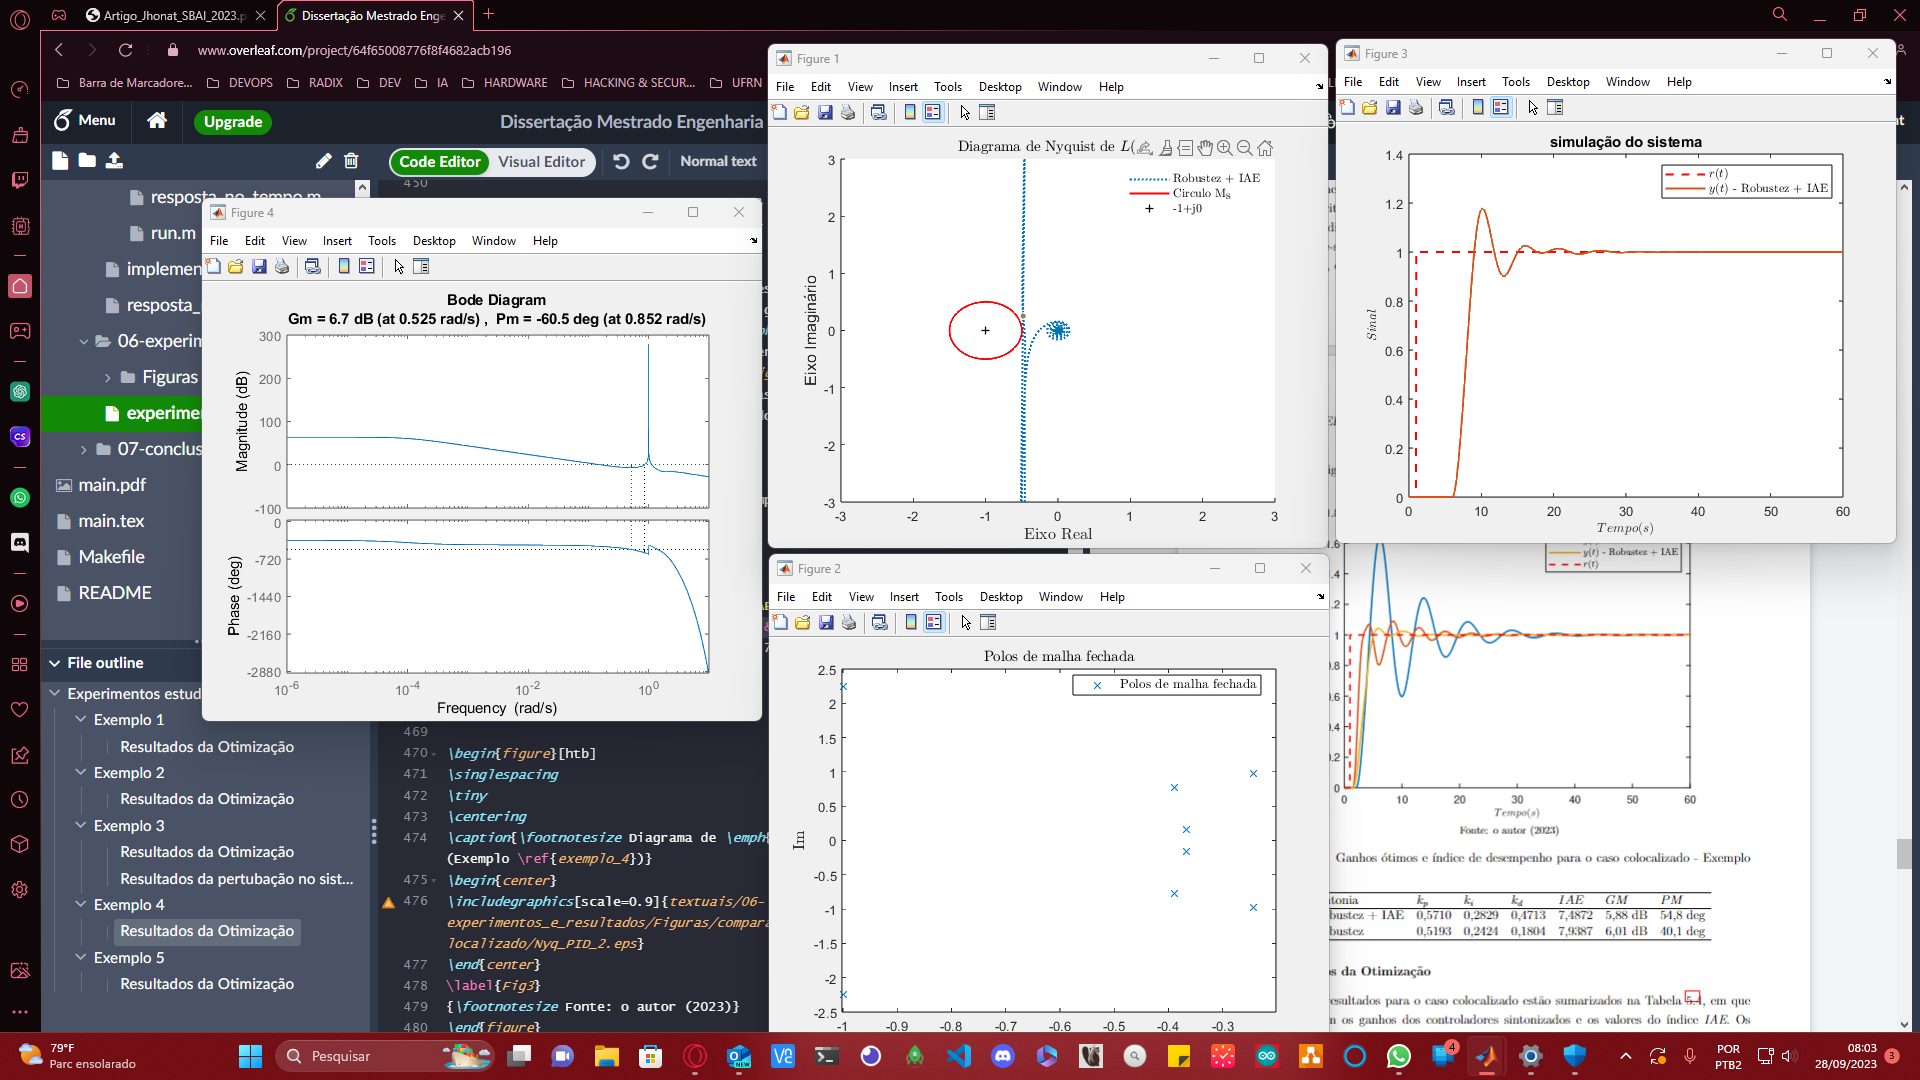 Artigo_Jhonat_SBAI_2023.p
Dissertação Mestrado Enge
www.overleaf.com/project/64f65008776f8f4682acb196
Barra de Marcadore...
DEVOPS
RADIX
DEV
IA
HARDWARE
HACKING & SECUR...
UFRN
Menu
Upgrade
Dissertação Mestrado Engenharia
Code Editor
Visual Editor
Normal text
450
resposta_no_tempo.m
run.m
implemen
resposta_
06-experim
Figuras
experimen
07-conclus
main.pdf
main.tex
Makefile
README
File outline
Experimentos estud
Exemplo 1
Resultados da Otimização
Exemplo 2
Resultados da Otimização
Exemplo 3
Resultados da Otimização
Resultados da pertubação no sist...
Exemplo 4
Resultados da Otimização
Exemplo 5
Resultados da Otimização
Figure 4
File Edit View Insert Tools Desktop Window Help
Bode Diagram
Gm = 6.7 dB (at 0.525 rad/s) , Pm = -60.5 deg (at 0.852 rad/s)
Magnitude (dB)
300
200
100
0
-100
Phase (deg)
0
-720
-1440
-2160
-2880
10-6 10-4 10-2 100
Frequency (rad/s)
469
470 \begin{figure}[htb]
471 \singlespacing
472 \tiny
473 \centering
474 \caption{\footnotesize Diagrama de \emph
(Exemplo \ref{exemplo_4})}
475 \begin{center}
476 \includegraphics[scale=0.9]{textuais/06-
experimentos_e_resultados/Figuras/compara
localizado/Nyq_PID_2.eps}
477 \end{center}
478 \label{Fig3}
479 {\footnotesize Fonte: o autor (2023)}
480 \end{figure}
Figure 1
File Edit View Insert Tools Desktop Window Help
Diagrama de Nyquist de L(
Robustez + IAE
Circulo MS
-1+j0
Eixo Imaginário
3
2
1
0
-1
-2
-3
-3 -2 -1 0 1 2 3
Eixo Real
Figure 2
File Edit View Insert Tools Desktop Window Help
Polos de malha fechada
Polos de malha fechada
Im
2.5
2
1.5
1
0.5
0
-0.5
-1
-1.5
-2
-2.5
-1 -0.9 -0.8 -0.7 -0.6 -0.5 -0.4 -0.3
Figure 3
File Edit View Insert Tools Desktop Window Help
simulação do sistema
r(t)
y(t) - Robustez + IAE
Sinal
1.4
1.2
1
0.8
0.6
0.4
0.2
0
0 10 20 30 40 50 60
Tempo(s)
y(t) - Robustez + IAE
r(t)
.6
.4
.2
1
.8
.6
.4
.2
0
0 10 20 30 40 50 60
Tempo(s)
Fonte: o autor (2023)
Ganhos ótimos e índice de desempenho para o caso colocalizado - Exemplo
ntonia kp ki kd IAE GM PM
bustez + IAE 0,5710 0,2829 0,4713 7,4872 5,88 dB 54,8 deg
bustez 0,5193 0,2424 0,1804 7,9387 6,01 dB 40,1 deg
os da Otimização
resultados para o caso colocalizado estão sumarizados na Tabela 5.4, em que
m os ganhos dos controladores sintonizados e os valores do índice IAE. Os
79°F
Parc ensolarado
Pesquisar
4
POR
PTB2
08:03
28/09/2023
3